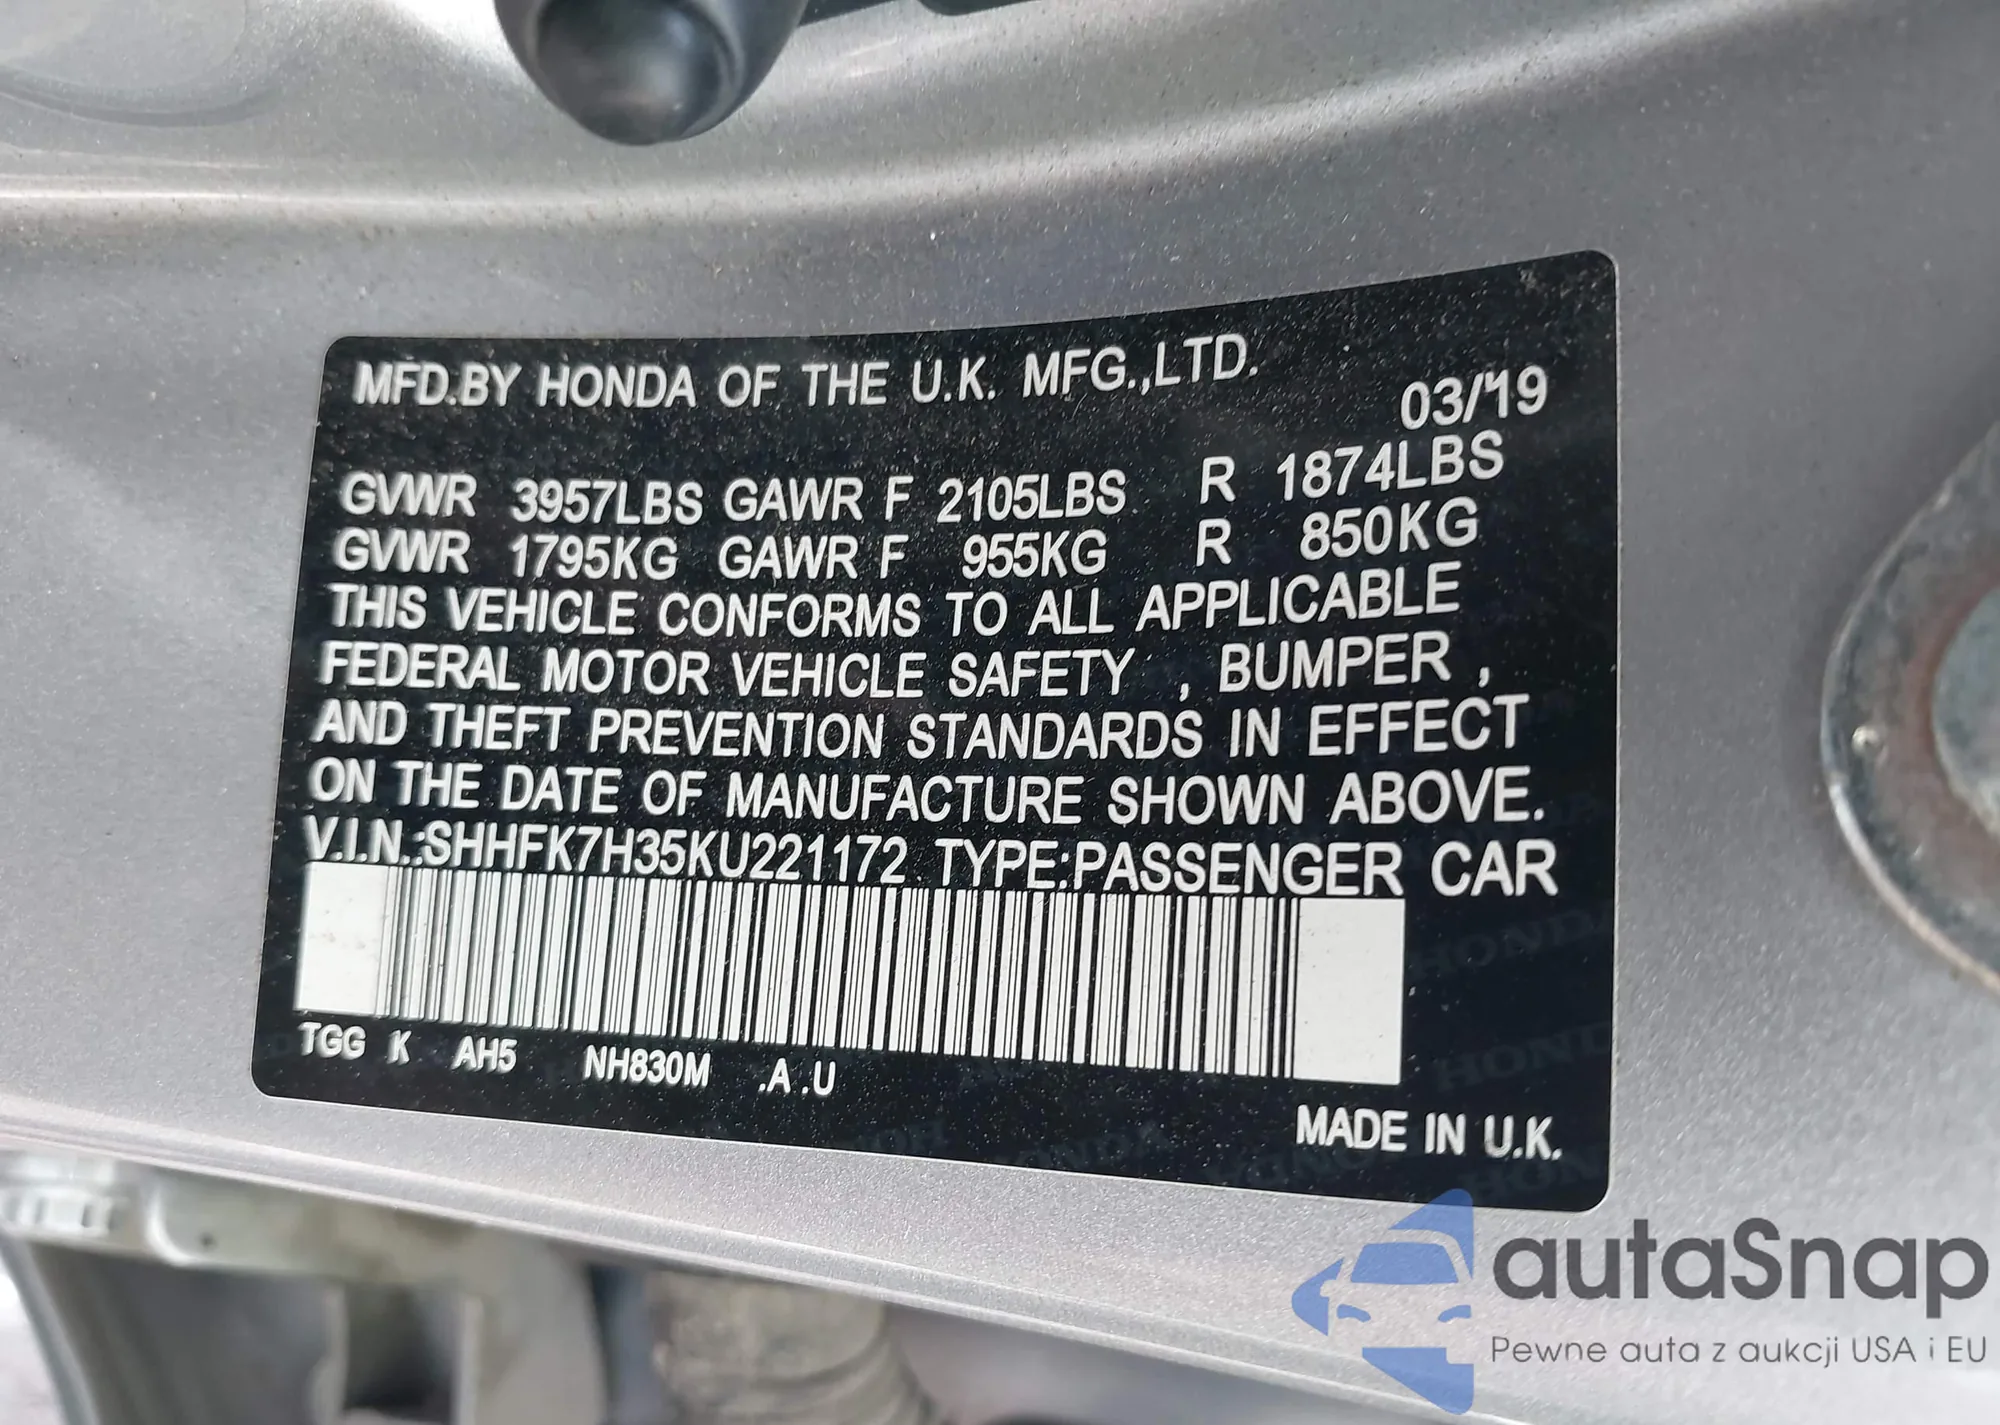 MFD.BY HONDA OF THE U.K. MFG.,LTD.
03/'19
GVWR 3957LBS GAWR F 2105LBS R 1874LBS
GVWR 1795KG GAWR F 955KG R 850KG
THIS VEHICLE CONFORMS TO ALL APPLICABLE
FEDERAL MOTOR VEHICLE SAFETY , BUMPER ,
AND THEFT PREVENTION STANDARDS IN EFFECT
ON THE DATE OF MANUFACTURE SHOWN ABOVE.
V.I.N.:SHHFK7H35KU221172 TYPE:PASSENGER CAR
TGG K AH5 NH830M .A .U
MADE IN U.K.
autaSnap
Pewne auta z aukcji USA i EU